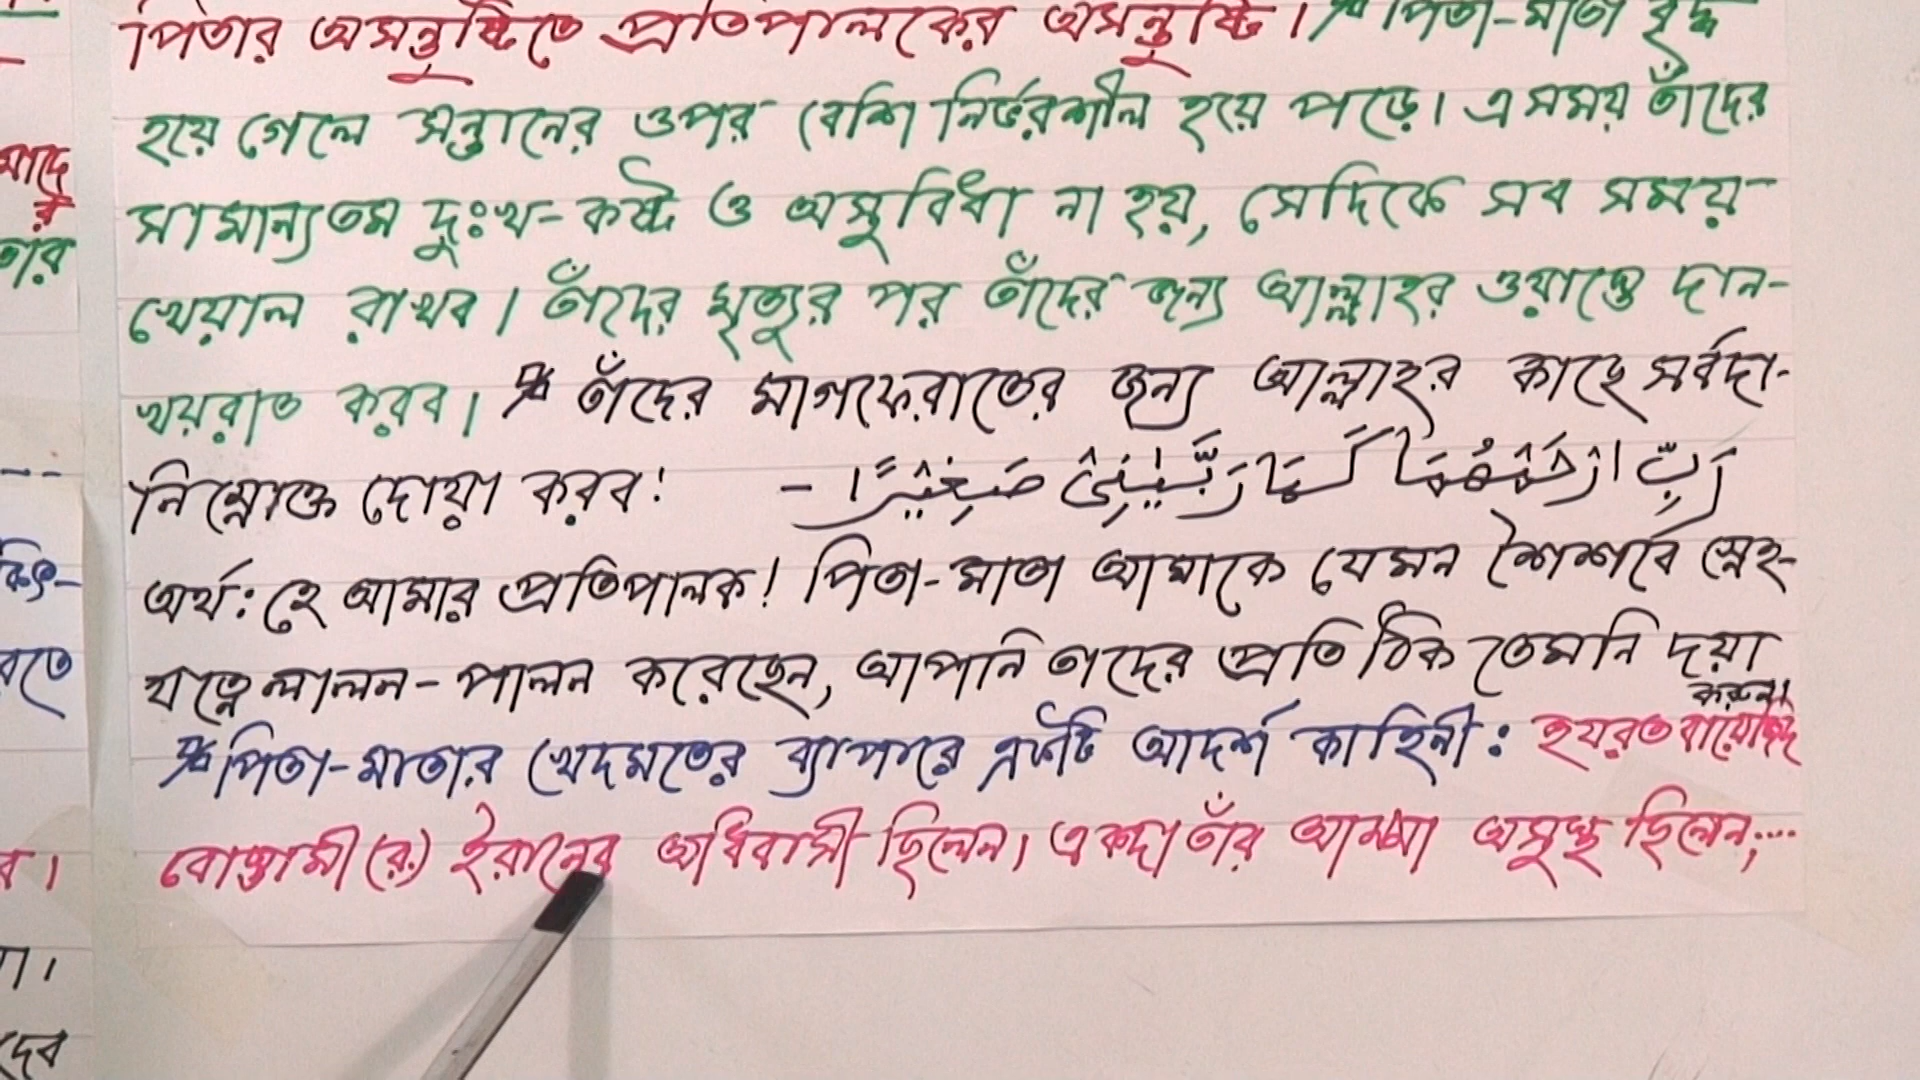 পিতার অসন্তুষ্টিতে প্রতিপালকের অসন্তুষ্টি। পিতা-মাতা বৃদ্ধ
হয়ে গেলে সন্তানের ওপর বেশি নির্ভরশীল হয়ে পড়ে। এ সময় তাঁদের
সামান্যতম দুঃখ-কষ্ট ও অসুবিধা না হয়, সেদিকে সব সময়
খেয়াল রাখব। তাঁদের মৃত্যুর পর তাঁদের জন্য আল্লাহর ওয়াস্তে দান-
খয়রাত করব। তাঁদের মাগফেরাতের জন্য আল্লাহর কাছে সর্বদা-
নিম্নোক্ত দোয়া করব! رَبِّ ارْحَمْهُمَا كَمَا رَبَّيٰنِىْ صَغِيْرًا -
অর্থ: হে আমার প্রতিপালক! পিতা-মাতা আমাকে যেমন শৈশবে স্নেহ-
যত্নে লালন-পালন করেছেন, আপনি তাদের প্রতি ঠিক তেমনি দয়া
করুন।
পিতা-মাতার খেদমতের ব্যাপারে একটি আদর্শ কাহিনী: হযরত বায়েজিদ
বোস্তামী (র.) ইরানের অধিবাসী ছিলেন। একদা তাঁর আম্মা অসুস্থ ছিলেন,...
মাদে
র
তার
রতে
ব।
া।
দের